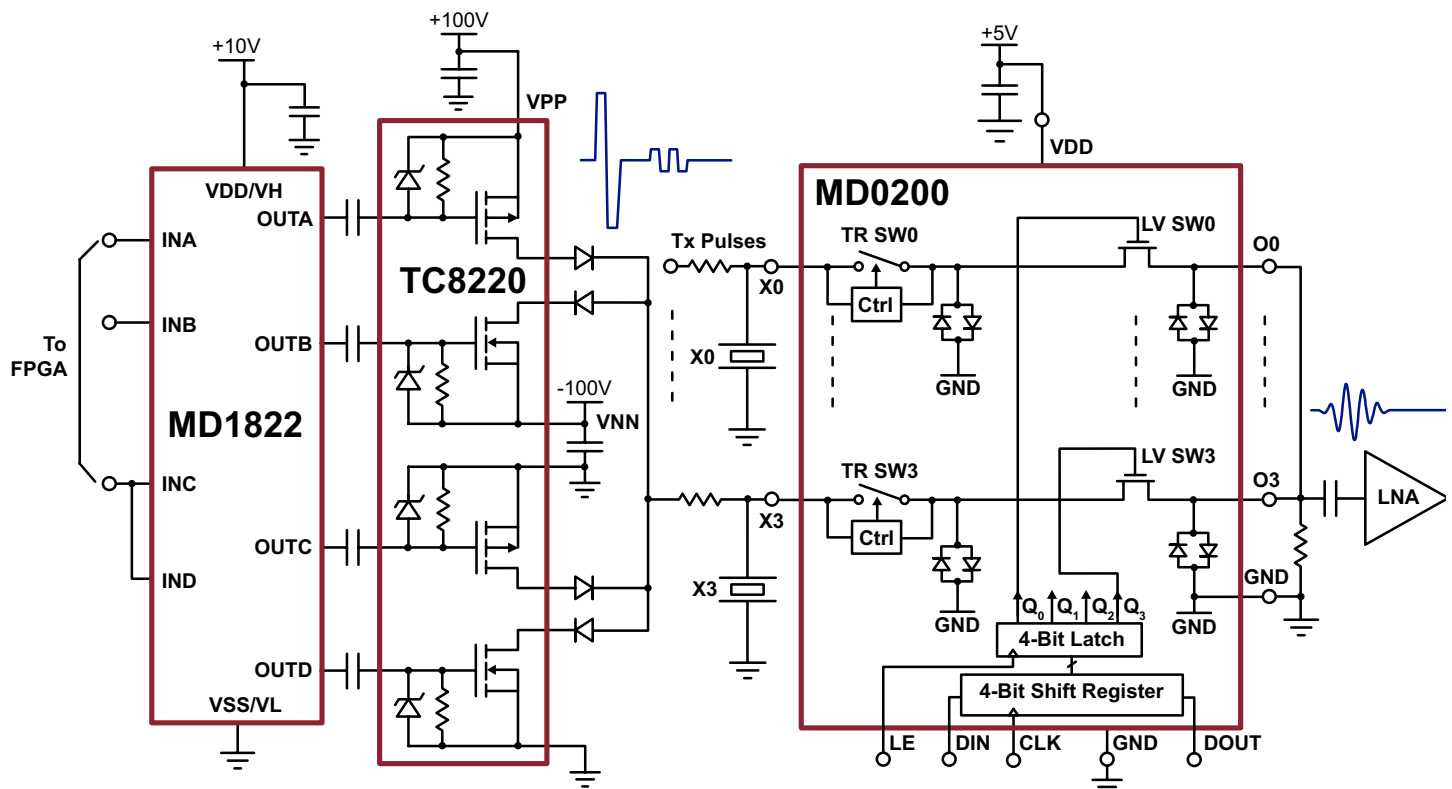 +10V
+100V
VPP
+5V
VDD
MD1822
VDD/VH
OUTA
INA
INB
OUTB
To
FPGA
INC
OUTC
IND
OUTD
VSS/VL
TC8220
-100V
VNN
Tx Pulses
X0
X0
X3
X3
MD0200
TR SW0
Ctrl
LV SW0
O0
GND
GND
TR SW3
Ctrl
LV SW3
O3
LNA
GND
GND
GND
Q0
Q1
Q2
Q3
4-Bit Latch
4-Bit Shift Register
LE
DIN
CLK
GND
DOUT